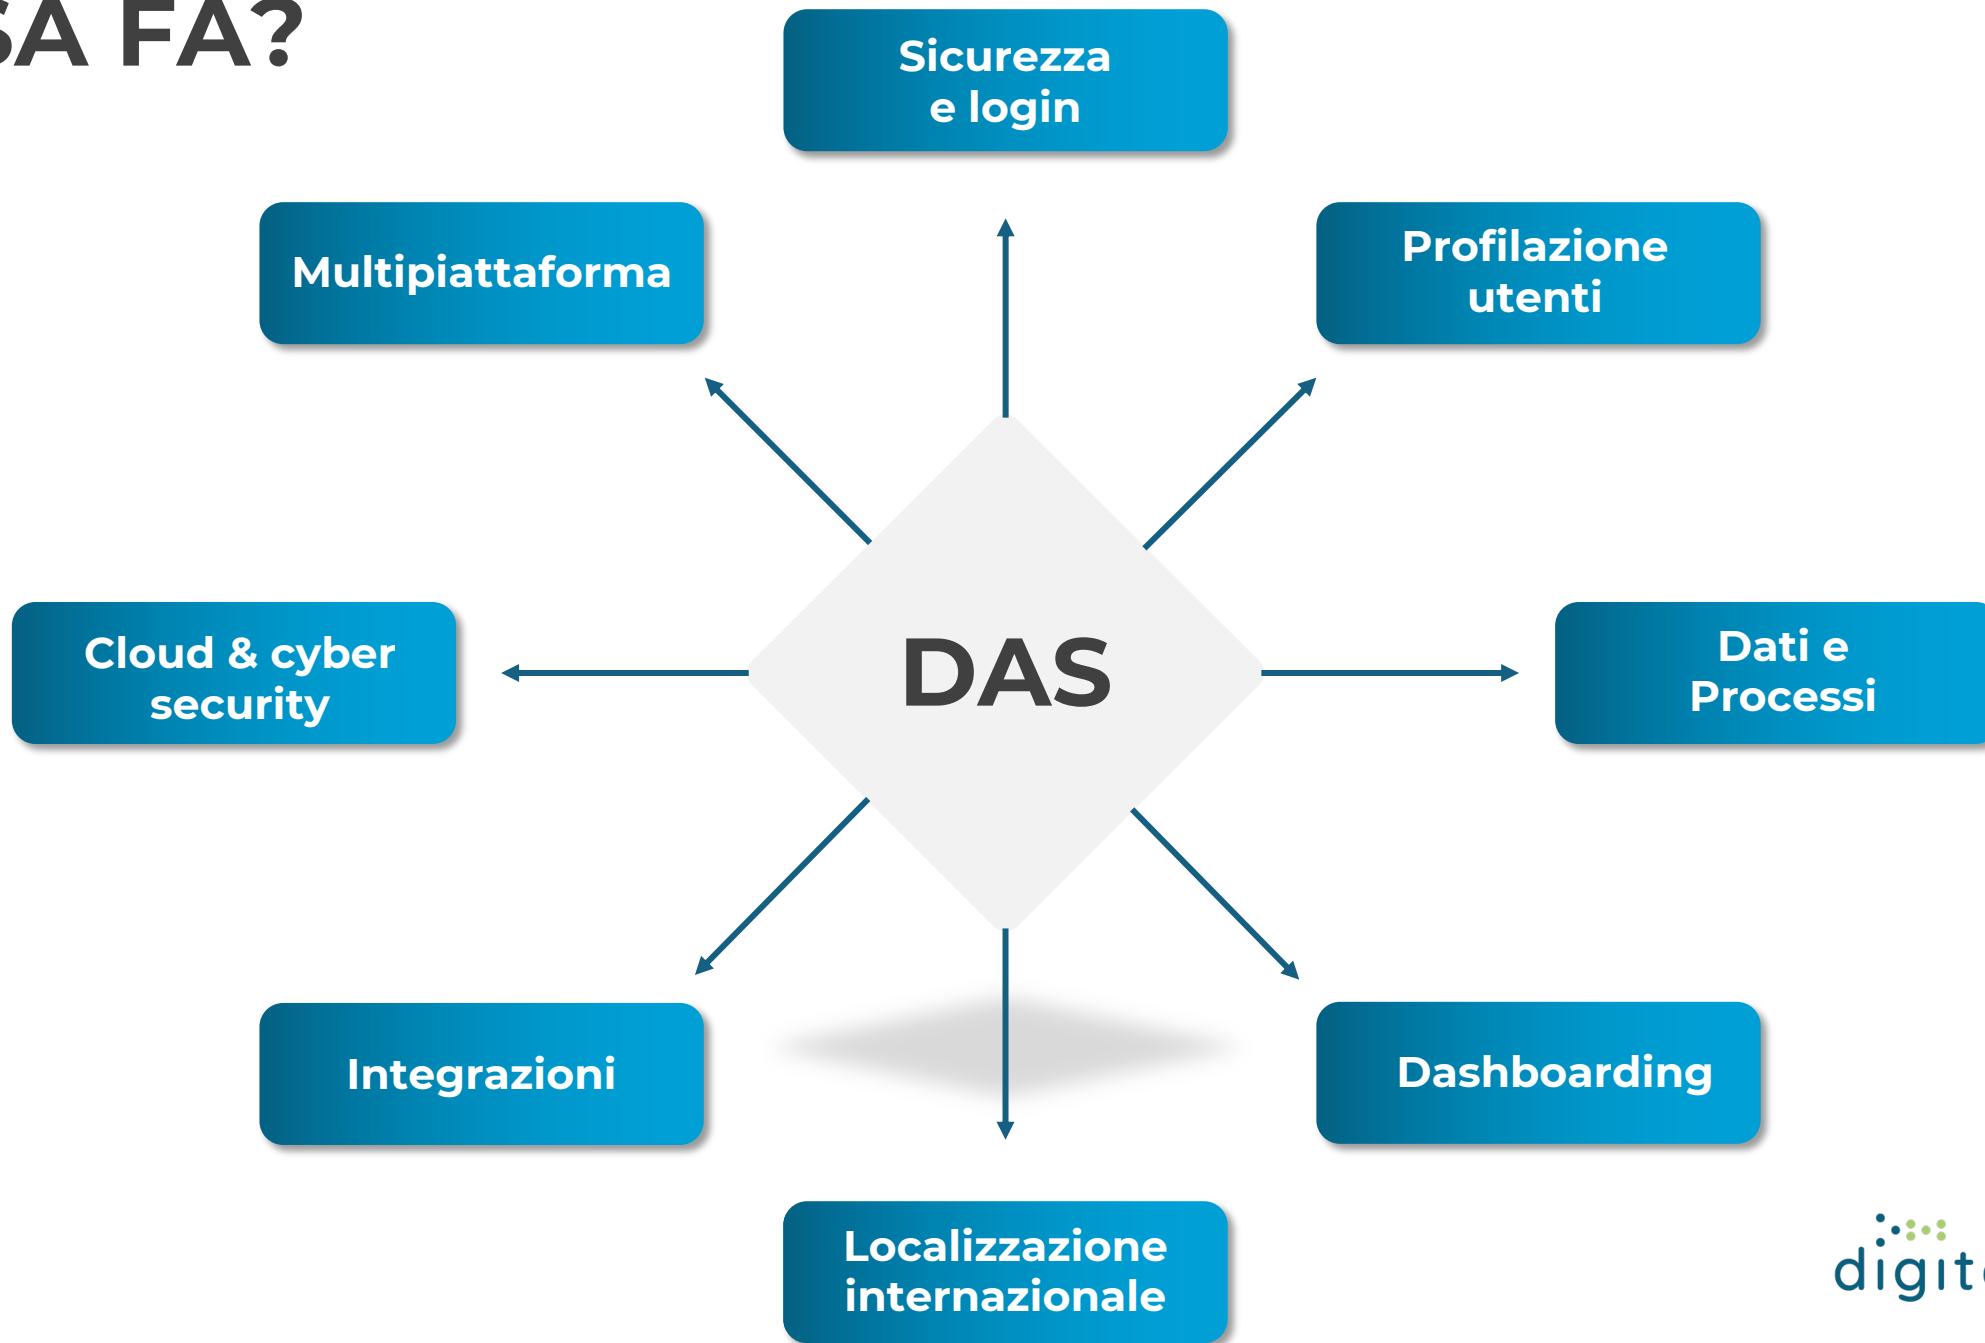 SA FA?
Sicurezza
e login
Multipiattaforma
Profilazione
utenti
Cloud & cyber
security
DAS
Dati e
Processi
Integrazioni
Dashboarding
Localizzazione
internazionale
digit